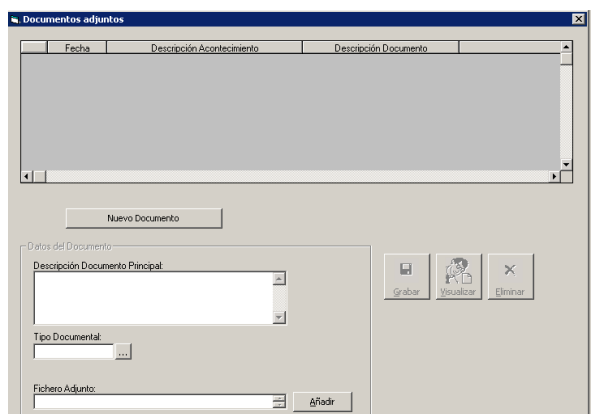 Documentos adjuntos
Fecha Descripción Acontecimiento Descripción Documento
Nuevo Documento
Datos del Documento
Descripción Documento Principal:
Grabar Visualizar Eliminar
Tipo Documental:
...
Fichero Adjunto:
Añadir